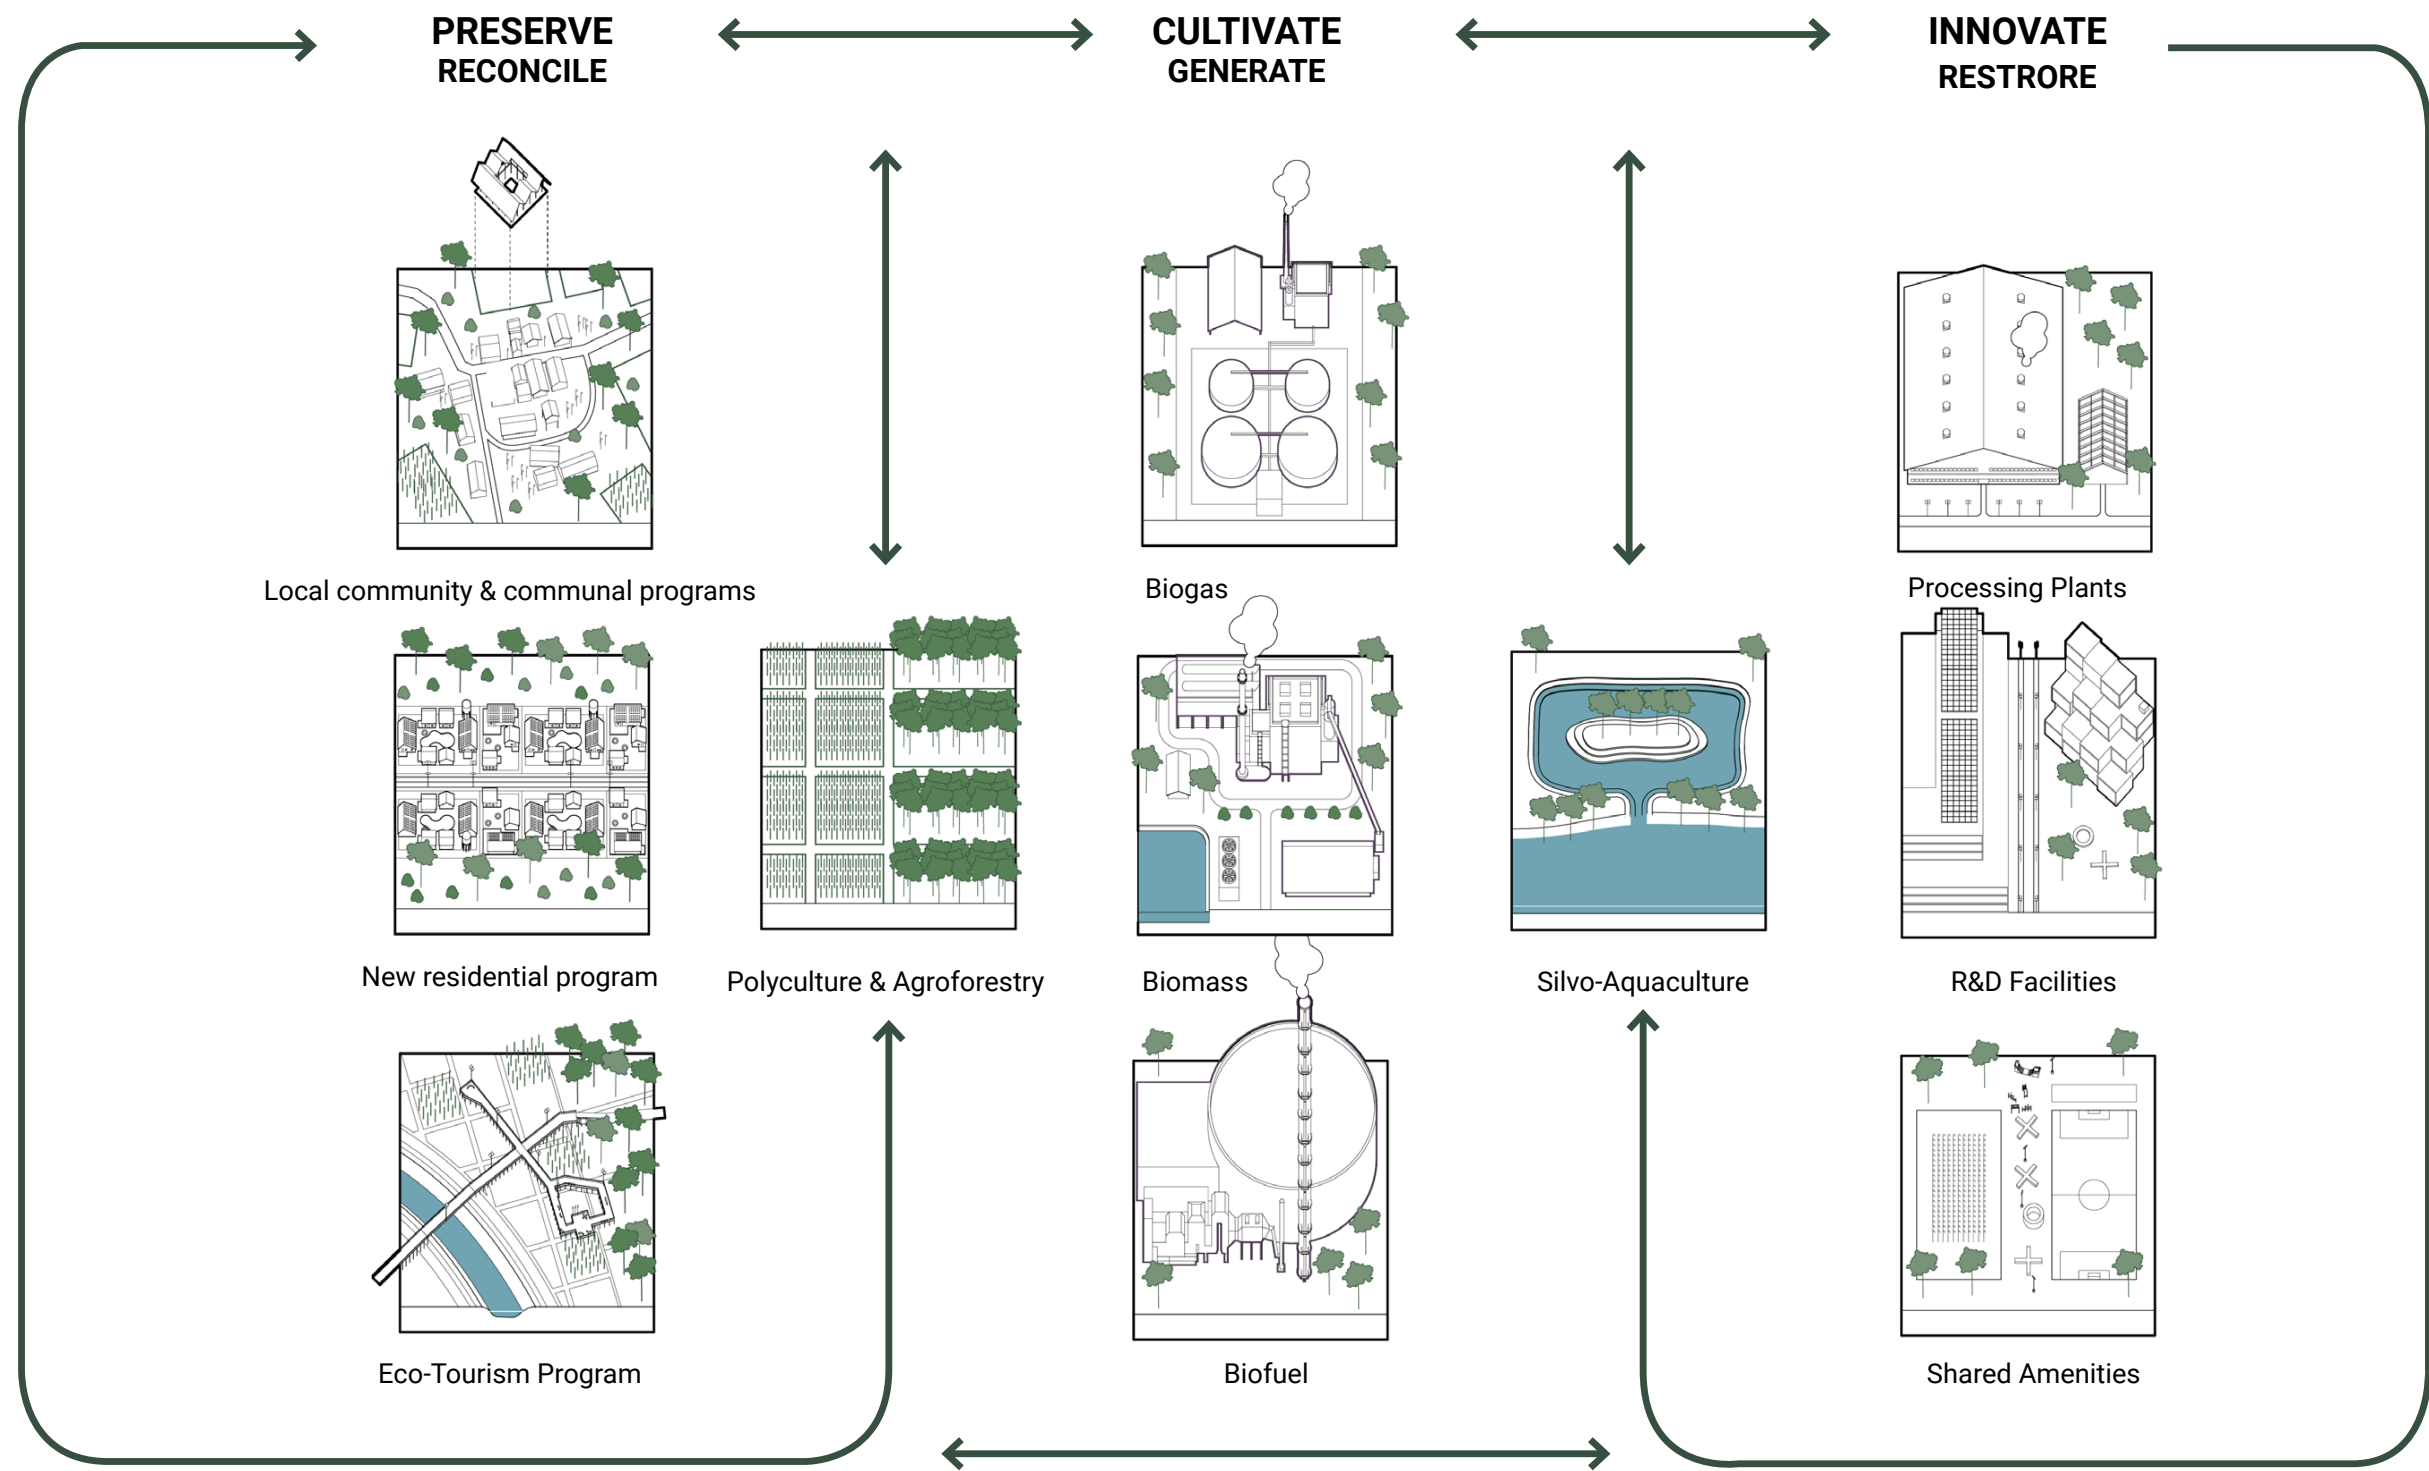 PRESERVE
RECONCILE
CULTIVATE
GENERATE
INNOVATE
RESTRORE
Local community & communal programs
Biogas
Processing Plants
New residential program
Polyculture & Agroforestry
Biomass
Silvo-Aquaculture
R&D Facilities
Eco-Tourism Program
Biofuel
Shared Amenities